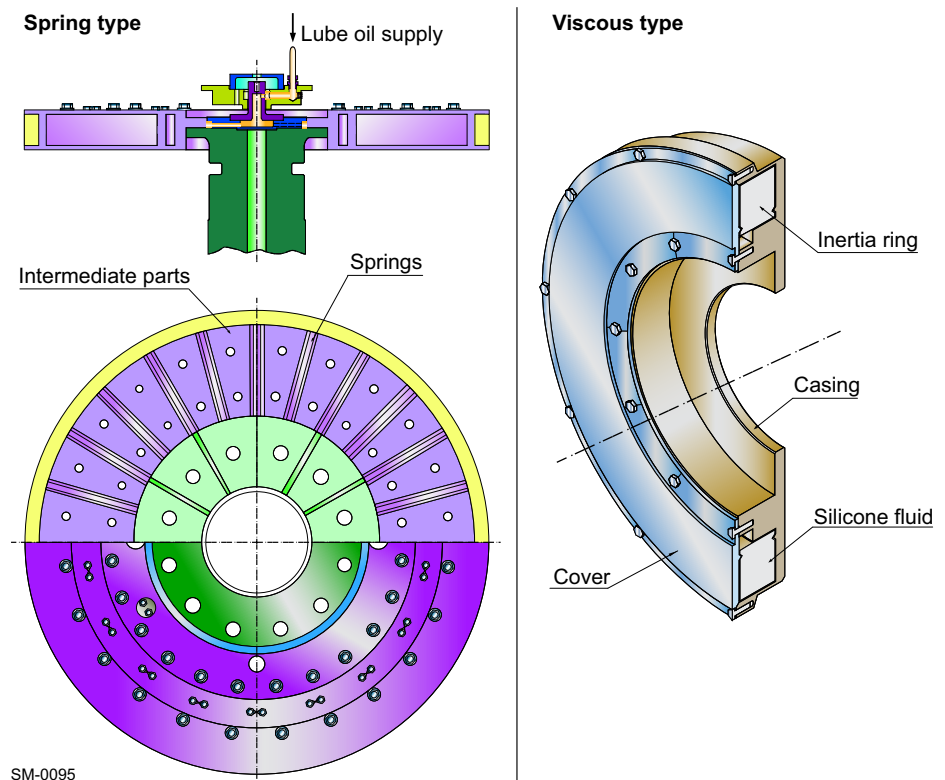 Spring type
Lube oil supply
Intermediate parts
Springs
SM-0095
Viscous type
Inertia ring
Casing
Silicone fluid
Cover